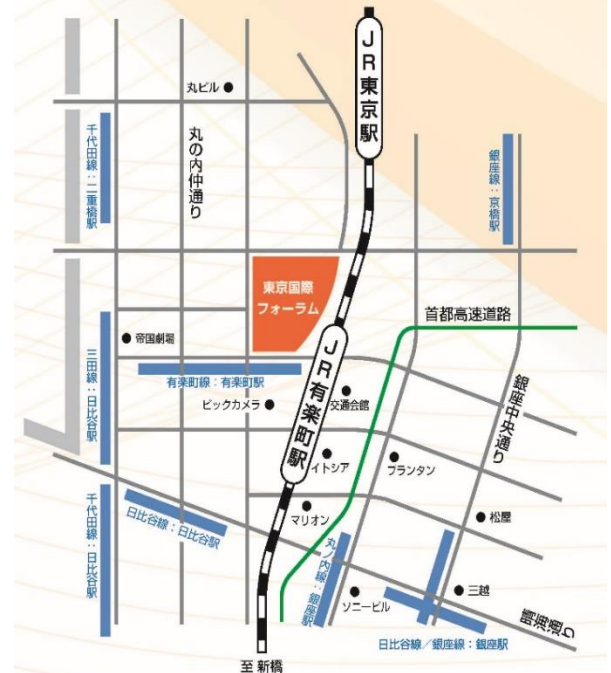 JR東京駅
丸ビル
千代田線:二重橋駅
丸の内仲通り
銀座線:京橋駅
東京国際
フォーラム
首都高速道路
帝国劇場
三田線:日比谷駅
有楽町線:有楽町駅
JR有楽町駅
交通会館
ビックカメラ
銀座中央通り
イトシア
プランタン
千代田線:日比谷駅
日比谷線:日比谷駅
マリオン
松屋
丸ノ内線:銀座駅
ソニービル
三越
晴海通り
日比谷線/銀座線:銀座駅
至 新橋